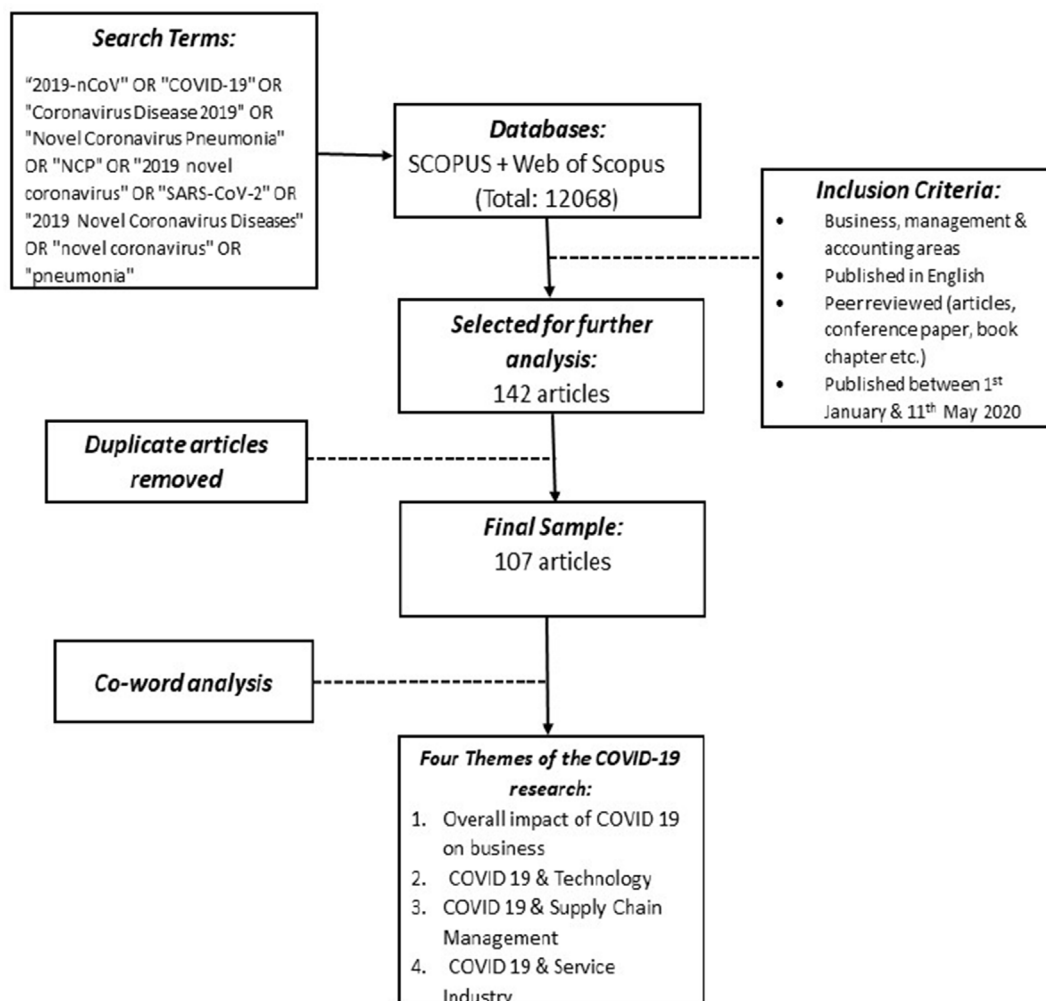 Search Terms:
“2019-nCoV" OR "COVID-19" OR
"Coronavirus Disease 2019" OR
"Novel Coronavirus Pneumonia"
OR "NCP" OR "2019 novel
coronavirus" OR "SARS-CoV-2" OR
"2019 Novel Coronavirus Diseases"
OR "novel coronavirus" OR
"pneumonia"
Databases:
SCOPUS + Web of Scopus
(Total: 12068)
Inclusion Criteria:
• Business, management &
accounting areas
• Published in English
• Peerreviewed (articles,
conference paper, book
chapter etc.)
• Published between 1st
January & 11th May 2020
Selected for further
analysis:
142 articles
Duplicate articles
removed
Final Sample:
107 articles
Co-word analysis
Four Themes of the COVID-19
research:
1. Overall impact of COVID 19
on business
2. COVID 19 & Technology
3. COVID 19 & Supply Chain
Management
4. COVID 19 & Service
Industry